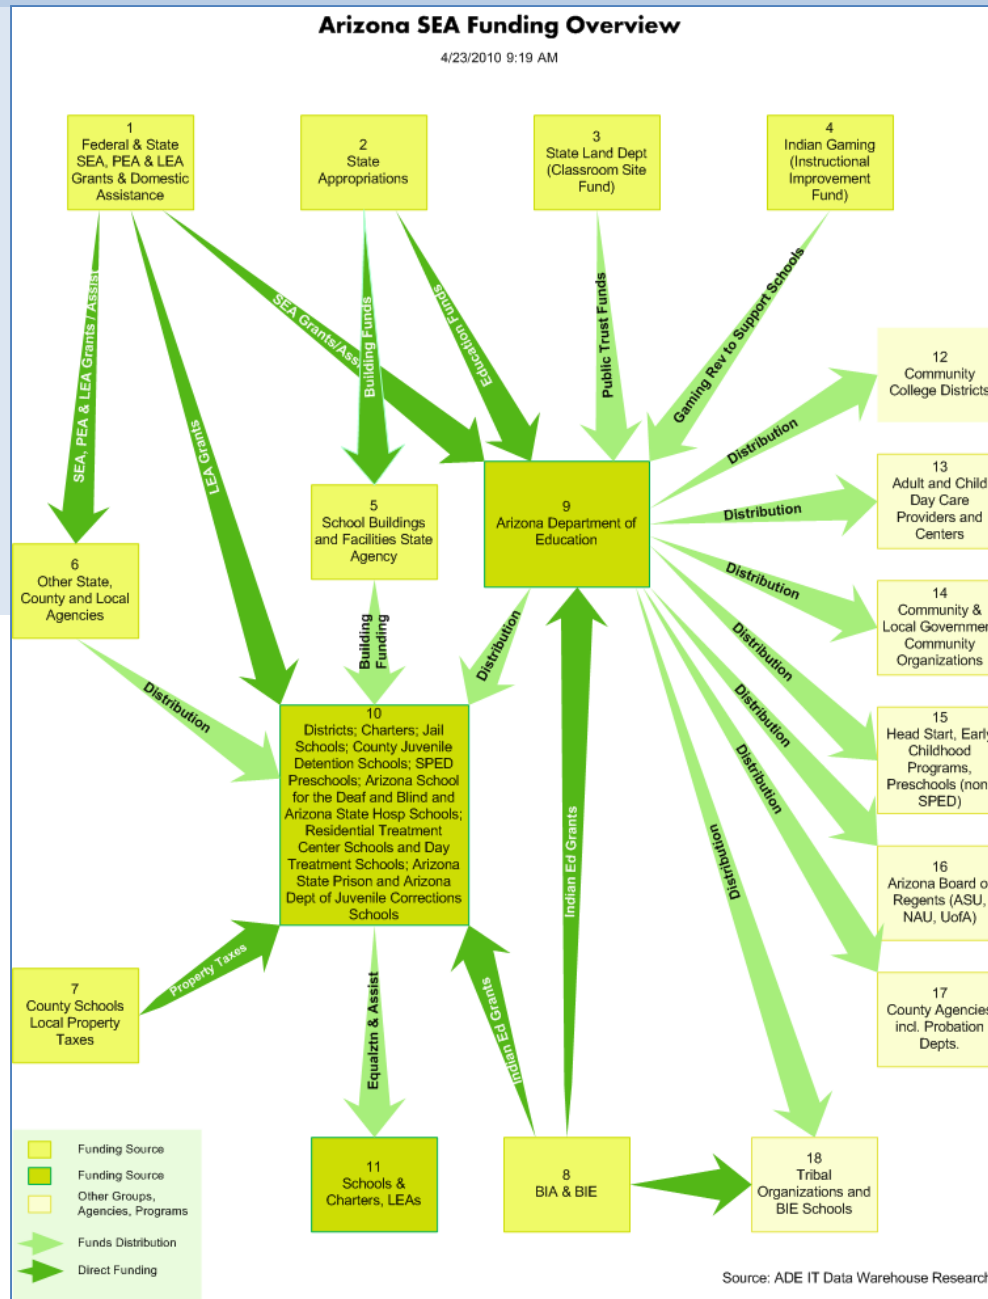 Arizona SEA Funding Overview
4/23/2010 9:19 AM
1
Federal & State
SEA, PEA & LEA
Grants & Domestic
Assistance
2
State
Appropriations
3
State Land Dept
(Classroom Site
Fund)
4
Indian Gaming
(Instructional
Improvement
Fund)
SEA, PEA & LEA Grants / Assist
LEA Grants
SEA Grants/Assi
Building Funds
Education Funds
Public Trust Funds
Gaming Rev to Support Schools
12
Community
College Districts
Distribution
13
Adult and Child
Day Care
Providers and
Centers
Distribution
5
School Buildings
and Facilities State
Agency
9
Arizona Department of
Education
6
Other State,
County and Local
Agencies
14
Community &
Local Governmen
Community
Organizations
Distribution
Building
Funding
Distribution
Distribution
Distribution
15
Head Start, Early
Childhood
Programs,
Preschools (non
SPED)
Distribution
Distribution
10
Districts; Charters; Jail
Schools; County Juvenile
Detention Schools; SPED
Preschools; Arizona School
for the Deaf and Blind and
Arizona State Hosp Schools;
Residential Treatment
Center Schools and Day
Treatment Schools; Arizona
State Prison and Arizona
Dept of Juvenile Corrections
Schools
Indian Ed Grants
Distribution
16
Arizona Board o
Regents (ASU,
NAU, UofA)
7
County Schools
Local Property
Taxes
Property Taxes
Equalztn & Assist
Indian Ed Grants
17
County Agencies
incl. Probation
Depts.
11
Schools &
Charters, LEAs
8
BIA & BIE
18
Tribal
Organizations and
BIE Schools
Funding Source
Funding Source
Other Groups,
Agencies, Programs
Funds Distribution
Direct Funding
Source: ADE IT Data Warehouse Research